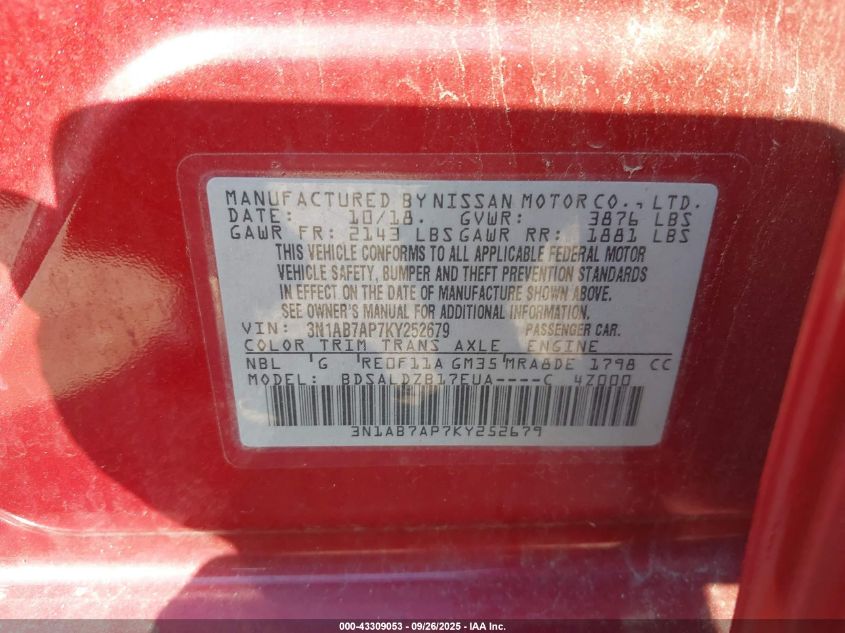 MANUFACTURED BY NISSAN MOTOR CO., LTD.
DATE: 10/18. GVWR: 3876 LBS
GAWR FR: 2143 LBS GAWR RR: 1881 LBS
THIS VEHICLE CONFORMS TO ALL APPLICABLE FEDERAL MOTOR
VEHICLE SAFETY, BUMPER AND THEFT PREVENTION STANDARDS
IN EFFECT ON THE DATE OF MANUFACTURE SHOWN ABOVE.
SEE OWNER'S MANUAL FOR ADDITIONAL INFORMATION.
VIN: 3N1AB7AP7KY252679 PASSENGER CAR.
COLOR TRIM TRANS AXLE ENGINE
NBL G RE0F11A GM35 MRA8DE 1798 CC
MODEL: BDSALDZB17EUA----C 4Z000
3N1AB7AP7KY252679
000-43309053 - 09/26/2025 - IAA Inc.